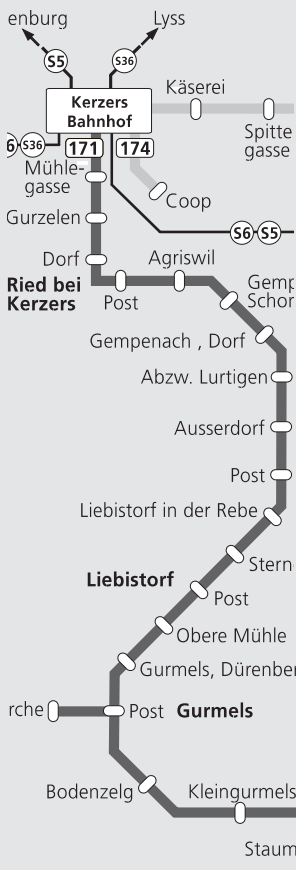 enburg
Lyss
S5
S36
Kerzers
Bahnhof
Käserei
6
S36
171
174
Spitte
gasse
Mühle-
gasse
Coop
Gurzelen
S6
S5
Dorf
Agriswil
Ried bei
Kerzers
Post
Gemp
Schor
Gempenach , Dorf
Abzw. Lurtigen
Ausserdorf
Post
Liebistorf in der Rebe
Stern
Liebistorf
Post
Obere Mühle
Gurmels, Dürenber
rche
Post
Gurmels
Bodenzelg
Kleingurmels
Staum